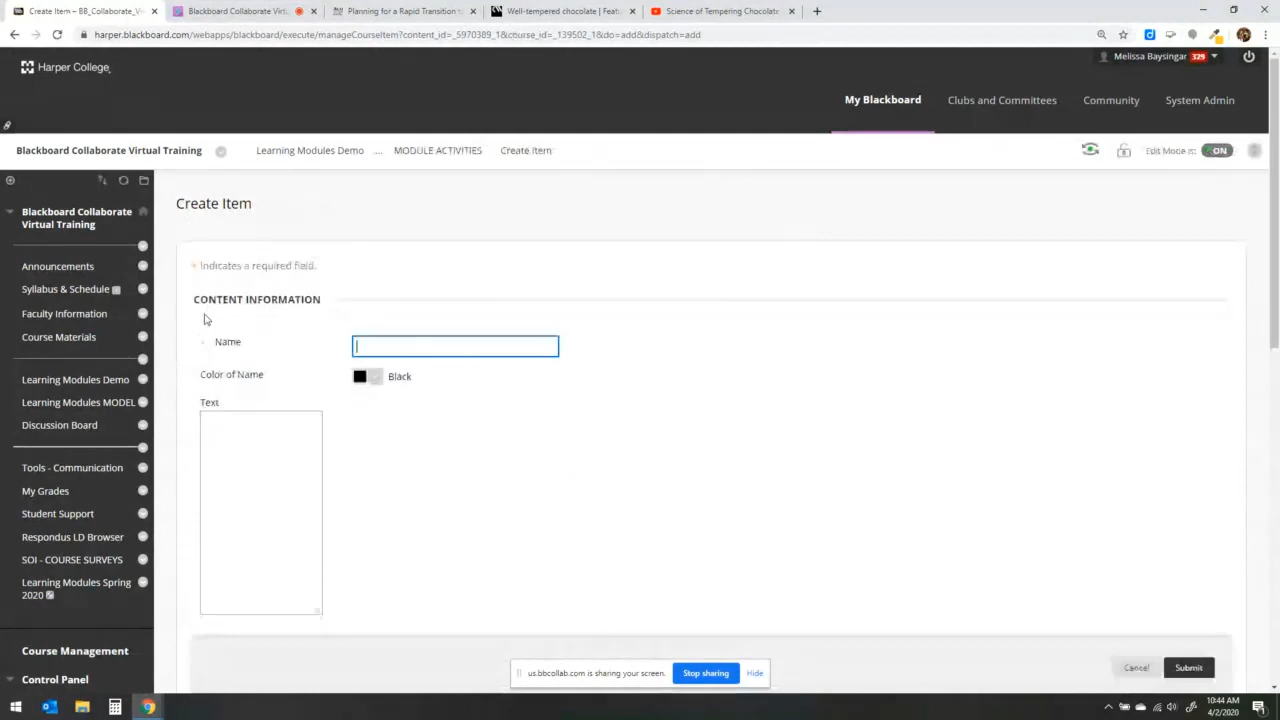 Create Item – BB_Collaborate_Vi
Blackboard Collaborate Virtu
Planning for a Rapid Transition to
Well-tempered chocolate | Feat
Science of Tempering Chocolate
harper.blackboard.com/webapps/blackboard/execute/manageCourseItem?content_id=_5970389_1&course_id=_139502_1&do=add&dispatch=add
Harper College
Melissa Baysingar 329
My Blackboard
Clubs and Committees
Community
System Admin
Blackboard Collaborate Virtual Training
Learning Modules Demo
...
MODULE ACTIVITIES
Create Item
Edit Mode is:
ON
Blackboard Collaborate
Virtual Training
Announcements
Syllabus & Schedule
Faculty Information
Course Materials
Learning Modules Demo
Learning Modules MODEL
Discussion Board
Tools - Communication
My Grades
Student Support
Respondus LD Browser
SOI - COURSE SURVEYS
Learning Modules Spring
2020
Course Management
Control Panel
Create Item
* Indicates a required field.
CONTENT INFORMATION
Name
Color of Name
Black
Text
Cancel
Submit
us.bbcollab.com is sharing your screen.
Stop sharing
Hide
10:44 AM
4/2/2020